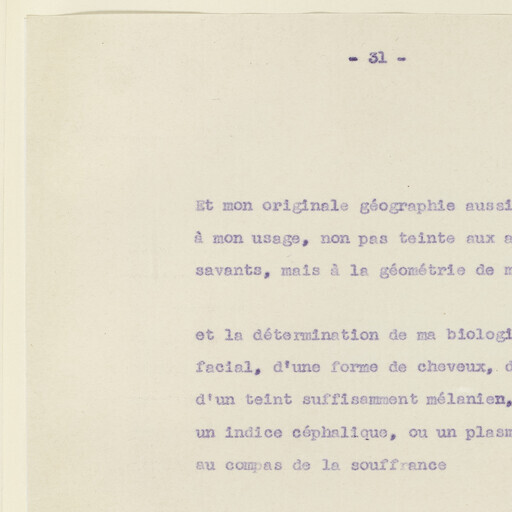 - 31 -
Et mon originale géographie aussi
à mon usage, non pas teinte aux
savants, mais à la géométrie de
et la détermination de ma
facial, d'une forme de cheveux,
d'un teint suffisamment mélanien,
un indice céphalique, ou un
au compas de la souffrance